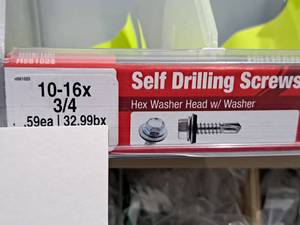 10-16x
3/4
.59ea | 32.99bx
Self Drilling Screws
Hex Washer Head w/ Washer